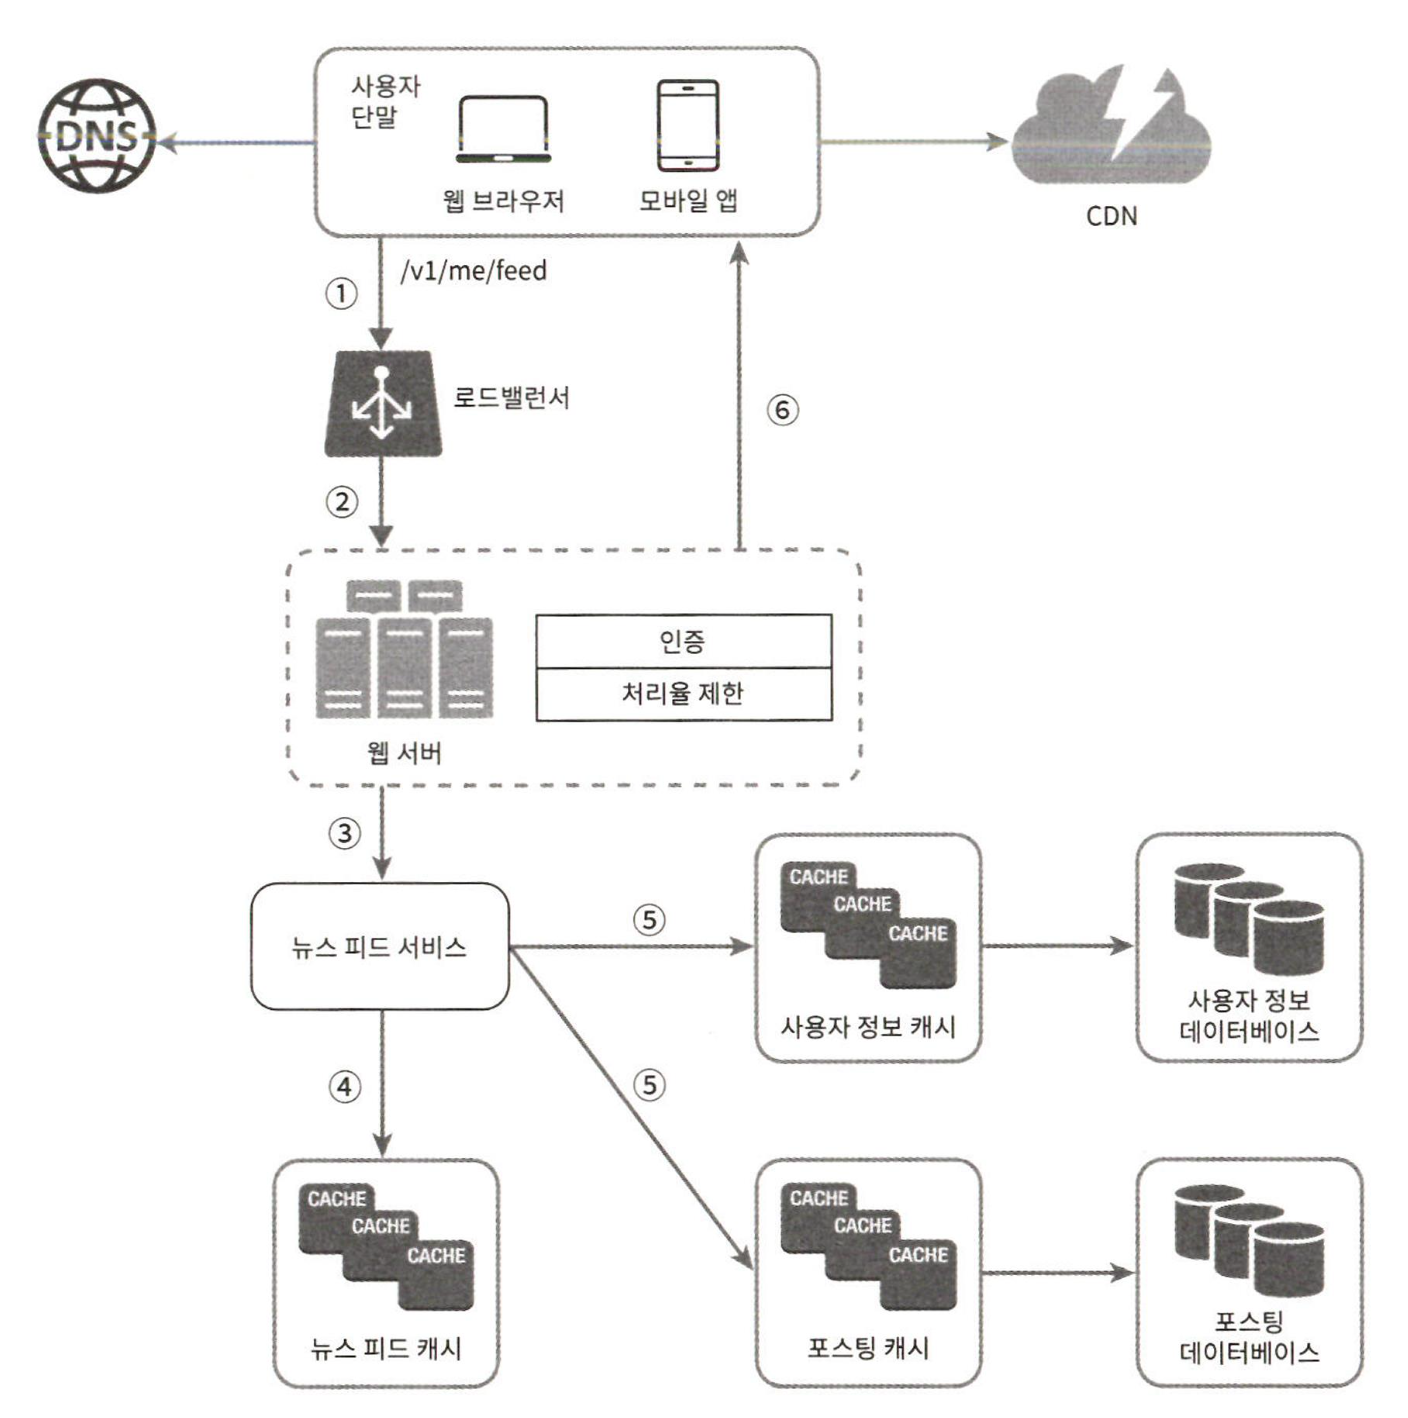 사용자
단말
DNS
웹 브라우저
모바일 앱
CDN
①
/v1/me/feed
로드밸런서
⑥
②
인증
처리율 제한
웹 서버
③
뉴스 피드 서비스
⑤
CACHE
CACHE
CACHE
사용자 정보 캐시
사용자 정보
데이터베이스
④
⑤
CACHE
CACHE
CACHE
뉴스 피드 캐시
CACHE
CACHE
CACHE
포스팅 캐시
포스팅
데이터베이스